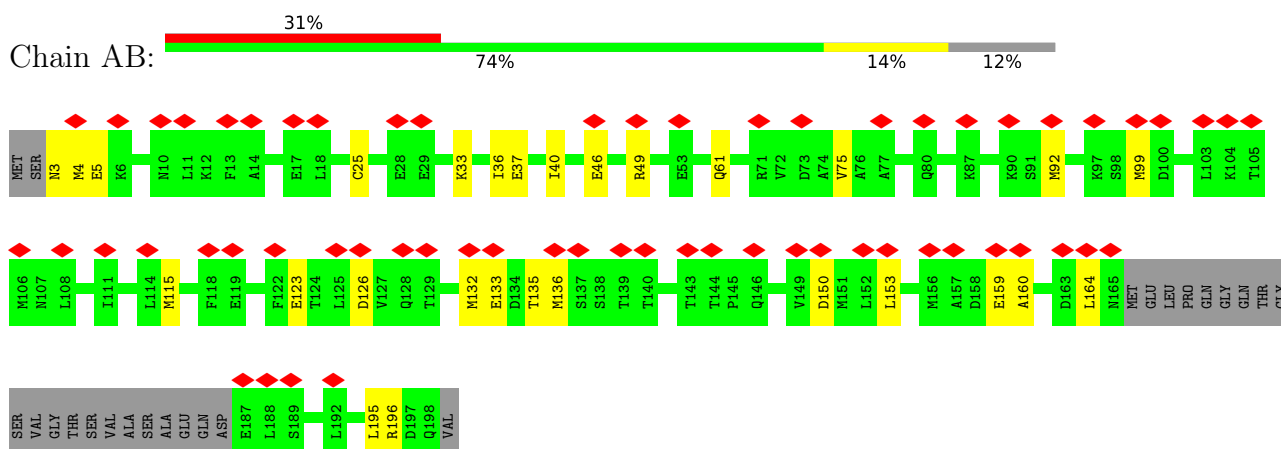 31%
Chain AB:
74% 14% 12%
MET SER N3 M4 E5 K6 N10 L11 K12 F13 A14 E17 L18 C25 E28 E29 K33 I36 E37 I40 E46 R49 E53 Q61 R71 V72 D73 A74 V75 A76 A77 Q80 K87 K90 S91 M92 K97 S98 M99 D100 L103 K104 T105
M106 N107 L108 I111 L114 M115 F118 E119 F122 E123 T124 L125 D126 V127 Q128 T129 M132 E133 D134 T135 M136 S137 S138 T139 T140 T143 T144 P145 Q146 V149 D150 M151 L152 L153 M156 A157 D158 E159 A160 D163 L164 N165 MET GLU LEU PRO GLN GLY GLN THR GLY
SER VAL GLY THR SER VAL ALA SER ALA GLU GLN ASP E187 L188 S189 L192 L195 R196 D197 Q198 VAL